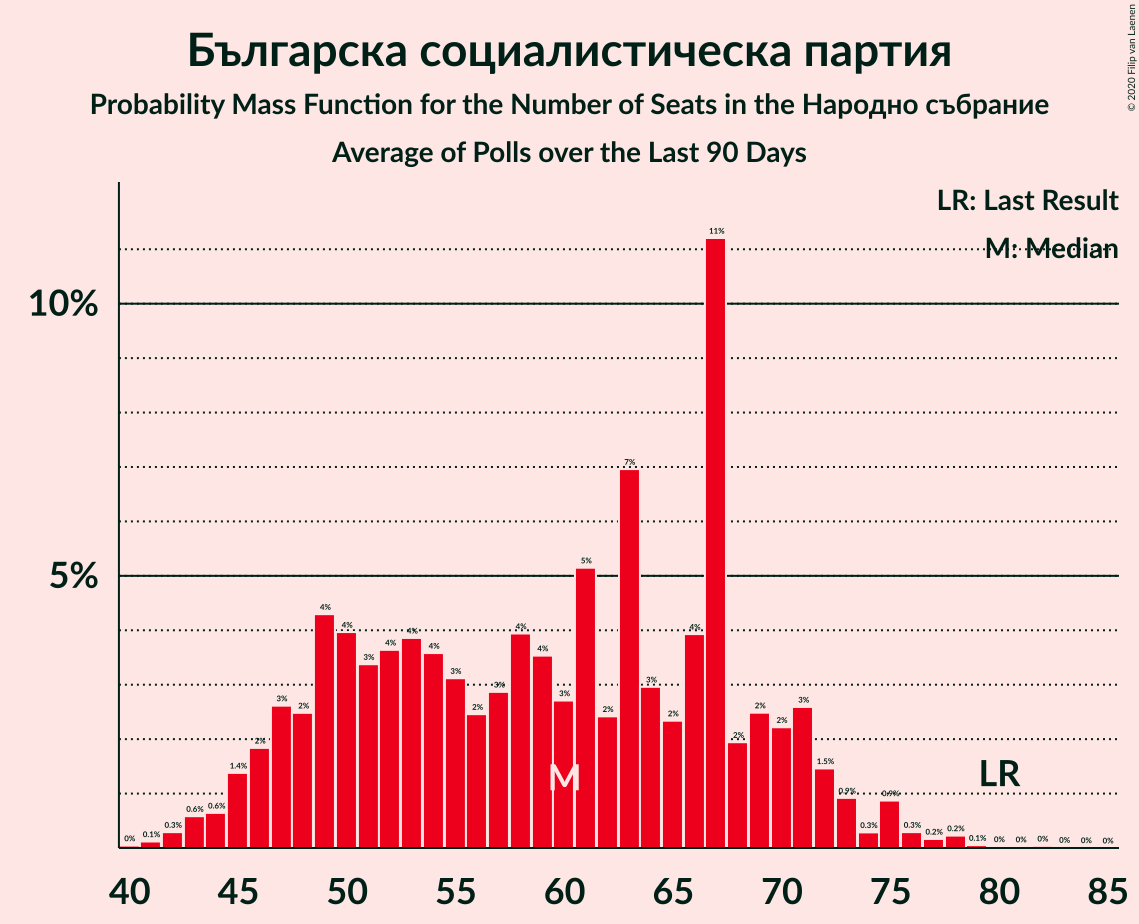 Българска социалистическа партия
Probability Mass Function for the Number of Seats in the Народно събрание
Average of Polls over the Last 90 Days
© 2020 Filip van Laenen
LR: Last Result
M: Median
10%
5%
0% 0.1% 0.3% 0.6% 0.6% 1.4% 2% 3% 2% 4% 4% 3% 4% 4% 4% 3% 2% 3% 4% 4% 3% 5% 2% 7% 3% 2% 4% 11% 2% 2% 2% 3% 1.5% 0.9% 0.3% 0.9% 0.3% 0.2% 0.2% 0.1% 0% 0% 0% 0% 0% 0%
M
LR
40 45 50 55 60 65 70 75 80 85